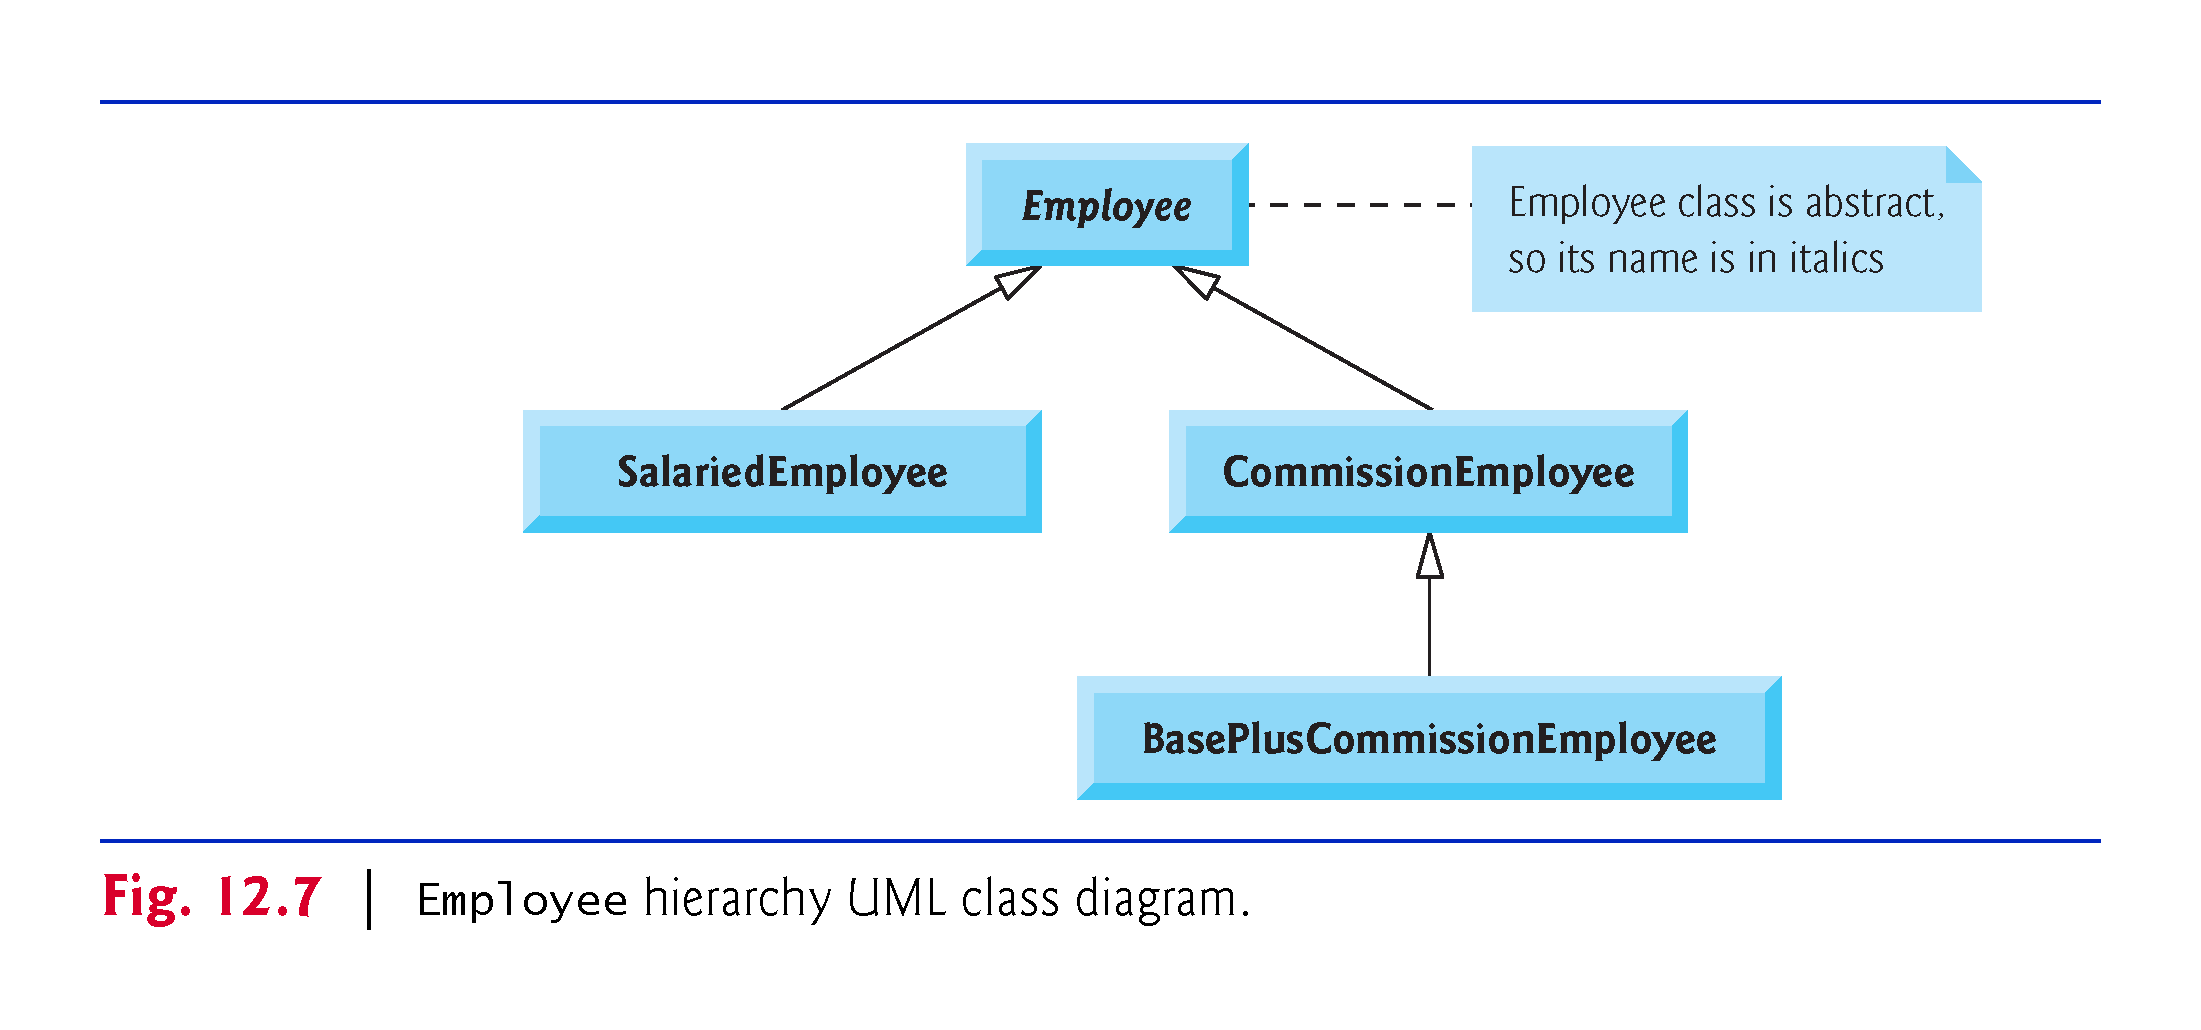 Employee
Employee class is abstract,
so its name is in italics
SalariedEmployee
CommissionEmployee
BasePlusCommissionEmployee
Fig. 12.7 | Employee hierarchy UML class diagram.